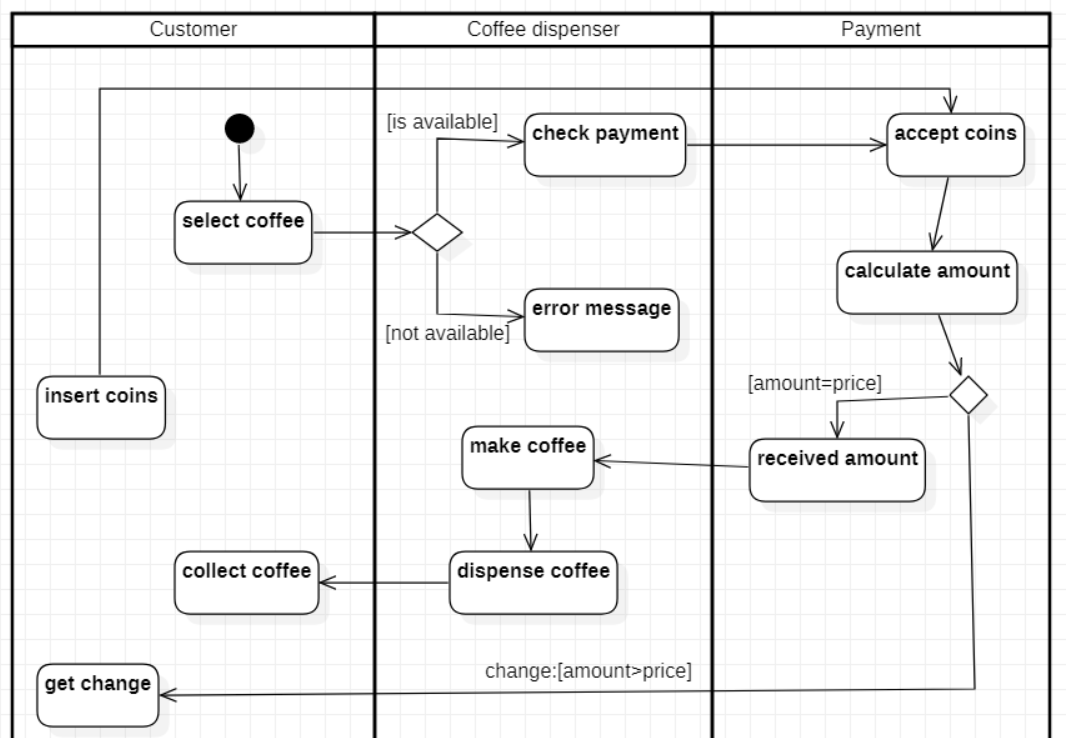 Customer
Coffee dispenser
Payment
[is available]
check payment
accept coins
select coffee
calculate amount
error message
[not available]
insert coins
[amount=price]
make coffee
received amount
collect coffee
dispense coffee
change:[amount>price]
get change